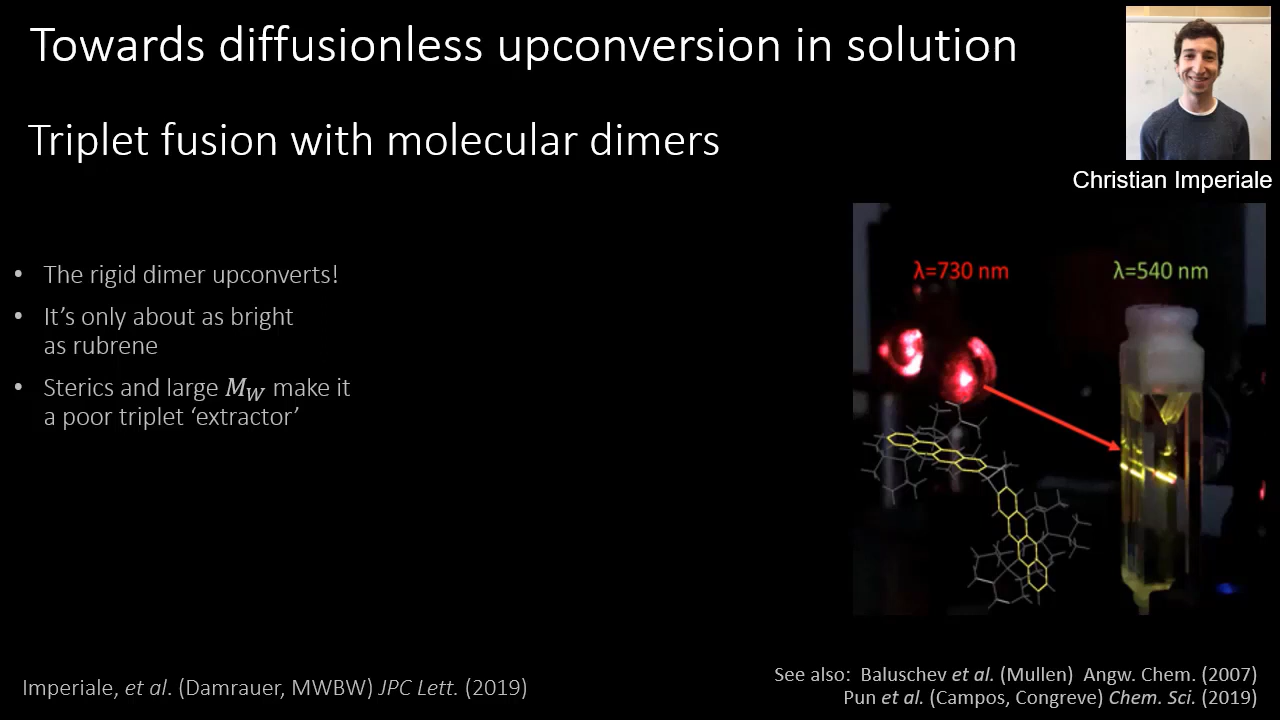 Towards diffusionless upconversion in solution
Triplet fusion with molecular dimers
Christian Imperiale
• The rigid dimer upconverts!
• It’s only about as bright
as rubrene
• Sterics and large M_W make it
a poor triplet ‘extractor’
λ=730 nm
λ=540 nm
Imperiale, et al. (Damrauer, MWBW) JPC Lett. (2019)
See also: Baluschev et al. (Mullen) Angw. Chem. (2007)
Pun et al. (Campos, Congreve) Chem. Sci. (2019)